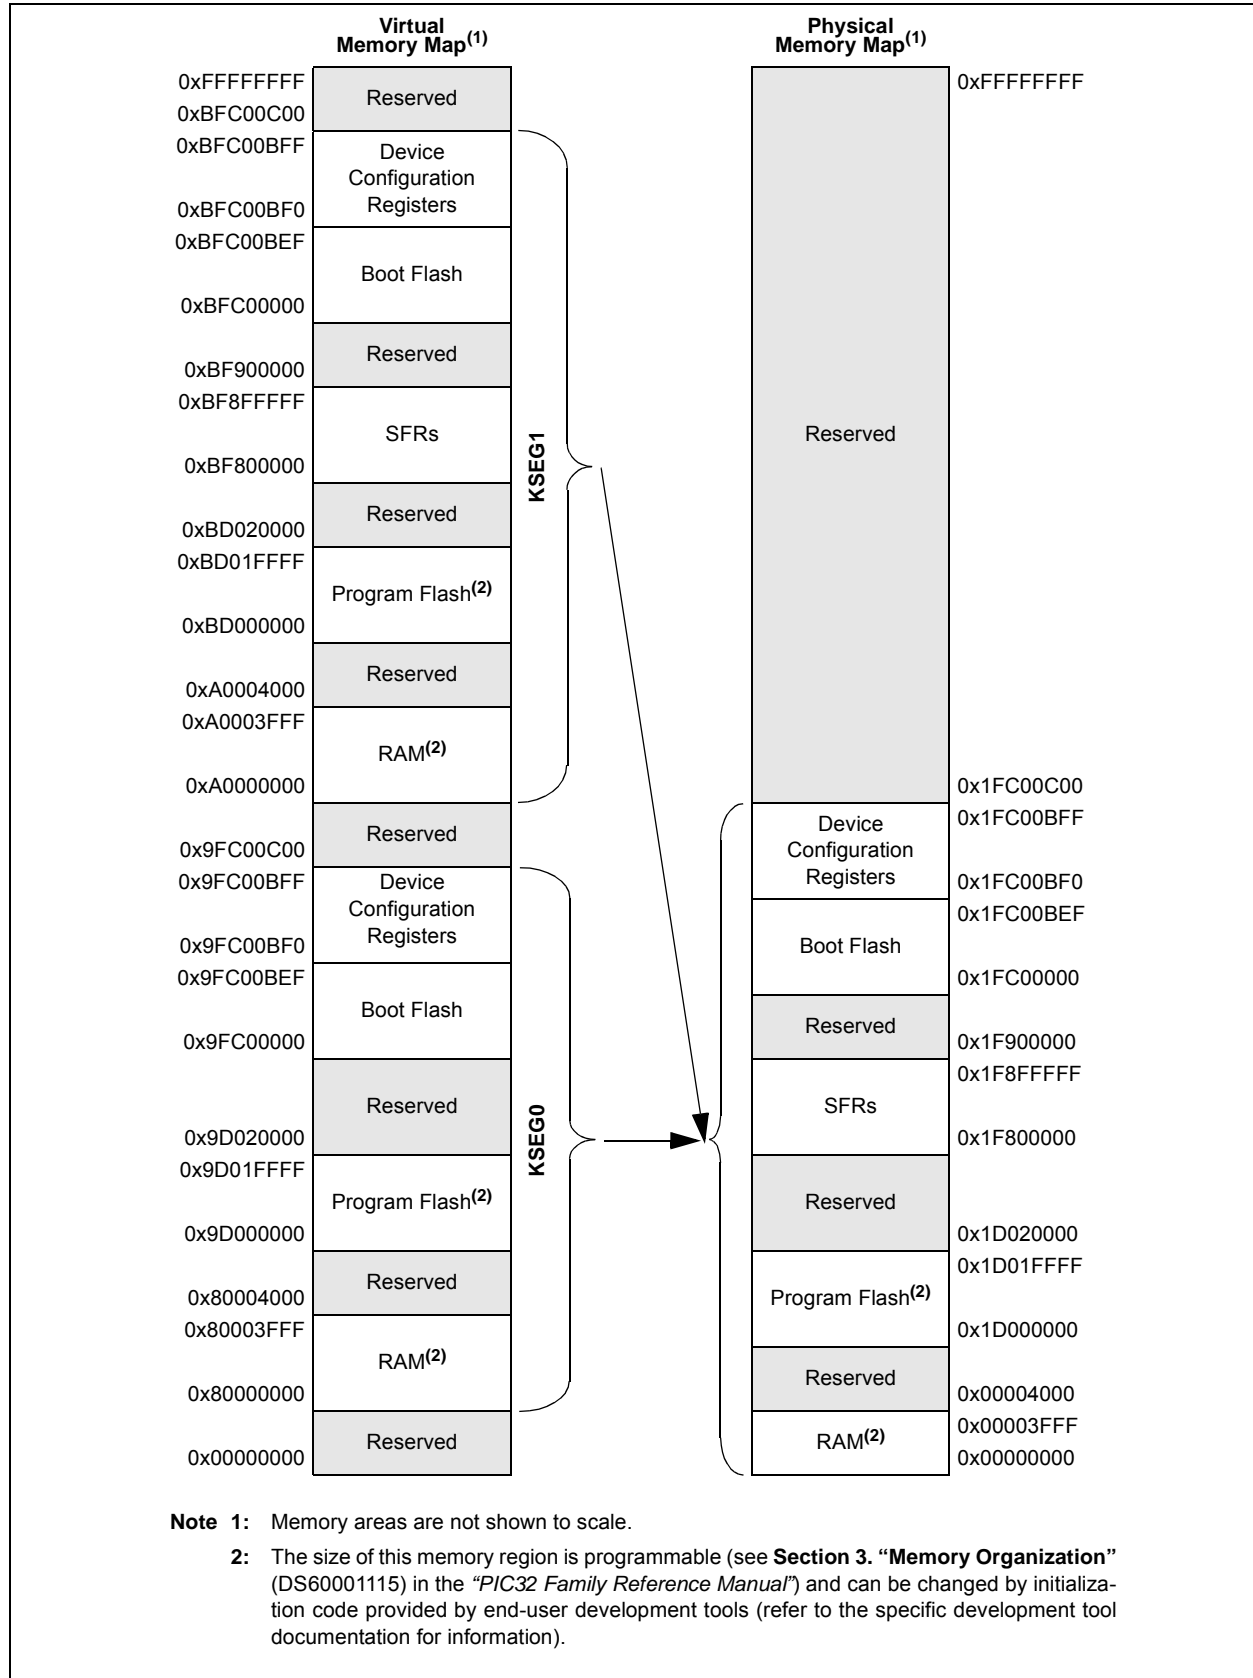 Virtual
Memory Map(1)
Physical
Memory Map(1)
0xFFFFFFFF
Reserved
0xBFC00C00
0xBFC00BFF
Device
Configuration
Registers
0xBFC00BF0
0xBFC00BEF
Boot Flash
0xBFC00000
Reserved
0xBF900000
0xBF8FFFFF
SFRs
0xBF800000
Reserved
0xBD020000
0xBD01FFFF
Program Flash(2)
0xBD000000
Reserved
0xA0004000
0xA0003FFF
RAM(2)
0xA0000000
Reserved
0x9FC00C00
0x9FC00BFF
Device
Configuration
Registers
0x9FC00BF0
0x9FC00BEF
Boot Flash
0x9FC00000
Reserved
0x9D020000
0x9D01FFFF
Program Flash(2)
0x9D000000
Reserved
0x80004000
0x80003FFF
RAM(2)
0x80000000
Reserved
0x00000000
KSEG1
KSEG0
0xFFFFFFFF
Reserved
0x1FC00C00
0x1FC00BFF
Device
Configuration
Registers
0x1FC00BF0
0x1FC00BEF
Boot Flash
0x1FC00000
Reserved
0x1F900000
0x1F8FFFFF
SFRs
0x1F800000
Reserved
0x1D020000
0x1D01FFFF
Program Flash(2)
0x1D000000
Reserved
0x00004000
0x00003FFF
RAM(2)
0x00000000
Note 1: Memory areas are not shown to scale.
2: The size of this memory region is programmable (see Section 3. “Memory Organization”
(DS60001115) in the “PIC32 Family Reference Manual”) and can be changed by initializa-
tion code provided by end-user development tools (refer to the specific development tool
documentation for information).